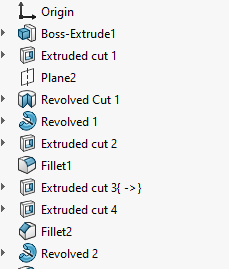 Origin
Boss-Extrude1
Extruded cut 1
Plane2
Revolved Cut 1
Revolved 1
Extruded cut 2
Fillet1
Extruded cut 3{ ->}
Extruded cut 4
Fillet2
Revolved 2